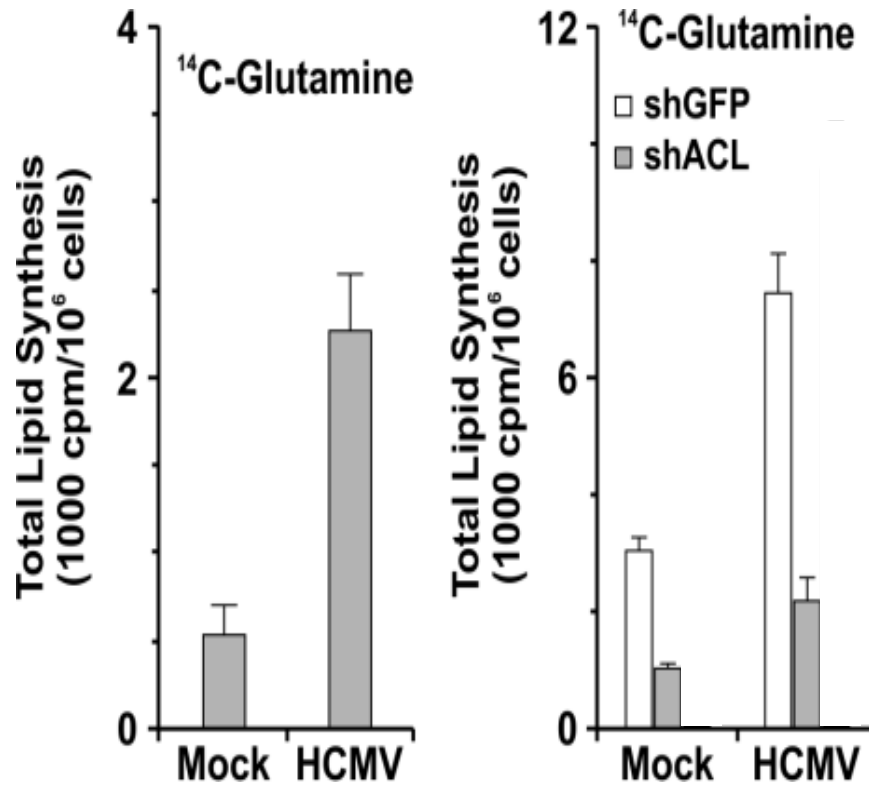 4
2
0
Total Lipid Synthesis
(1000 cpm/10⁶ cells)
¹⁴C-Glutamine
Mock HCMV
12
6
0
Total Lipid Synthesis
(1000 cpm/10⁶ cells)
¹⁴C-Glutamine
shGFP
shACL
Mock HCMV